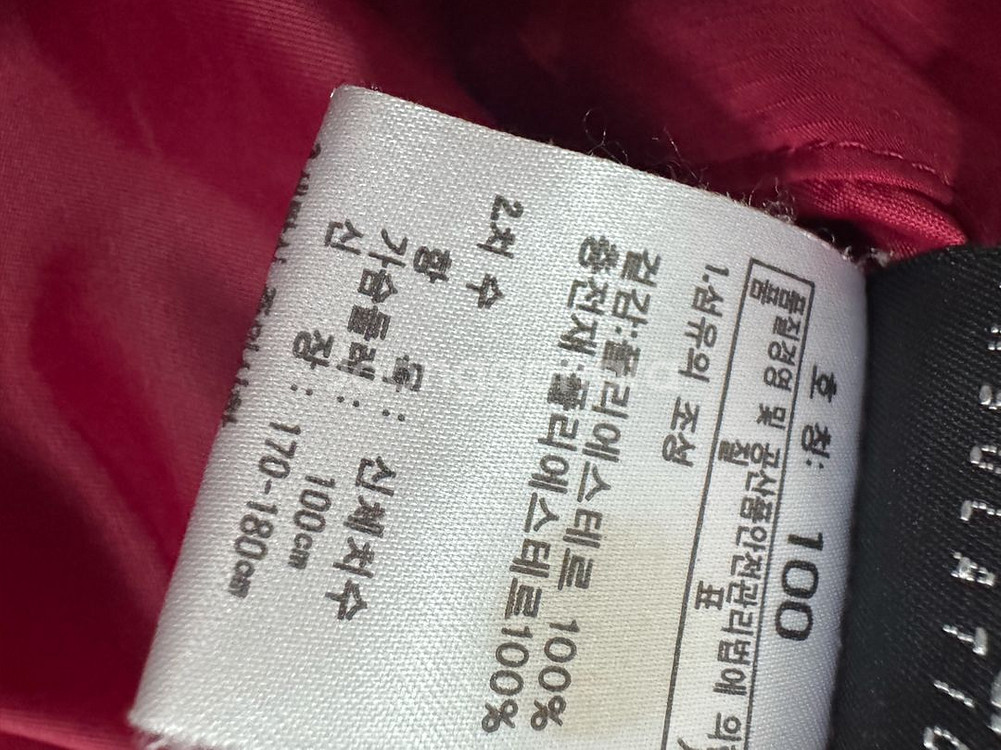 호 칭: 100
품질경영 및 공산품안전관리법에 의
품 질 표
1.섬유의 조성
겉감:폴리에스테르 100%
충전재:폴리에스테르100%
2.치 수
항 목 : 신체치수
가슴둘레 : 100㎝
신 장 : 170-180㎝